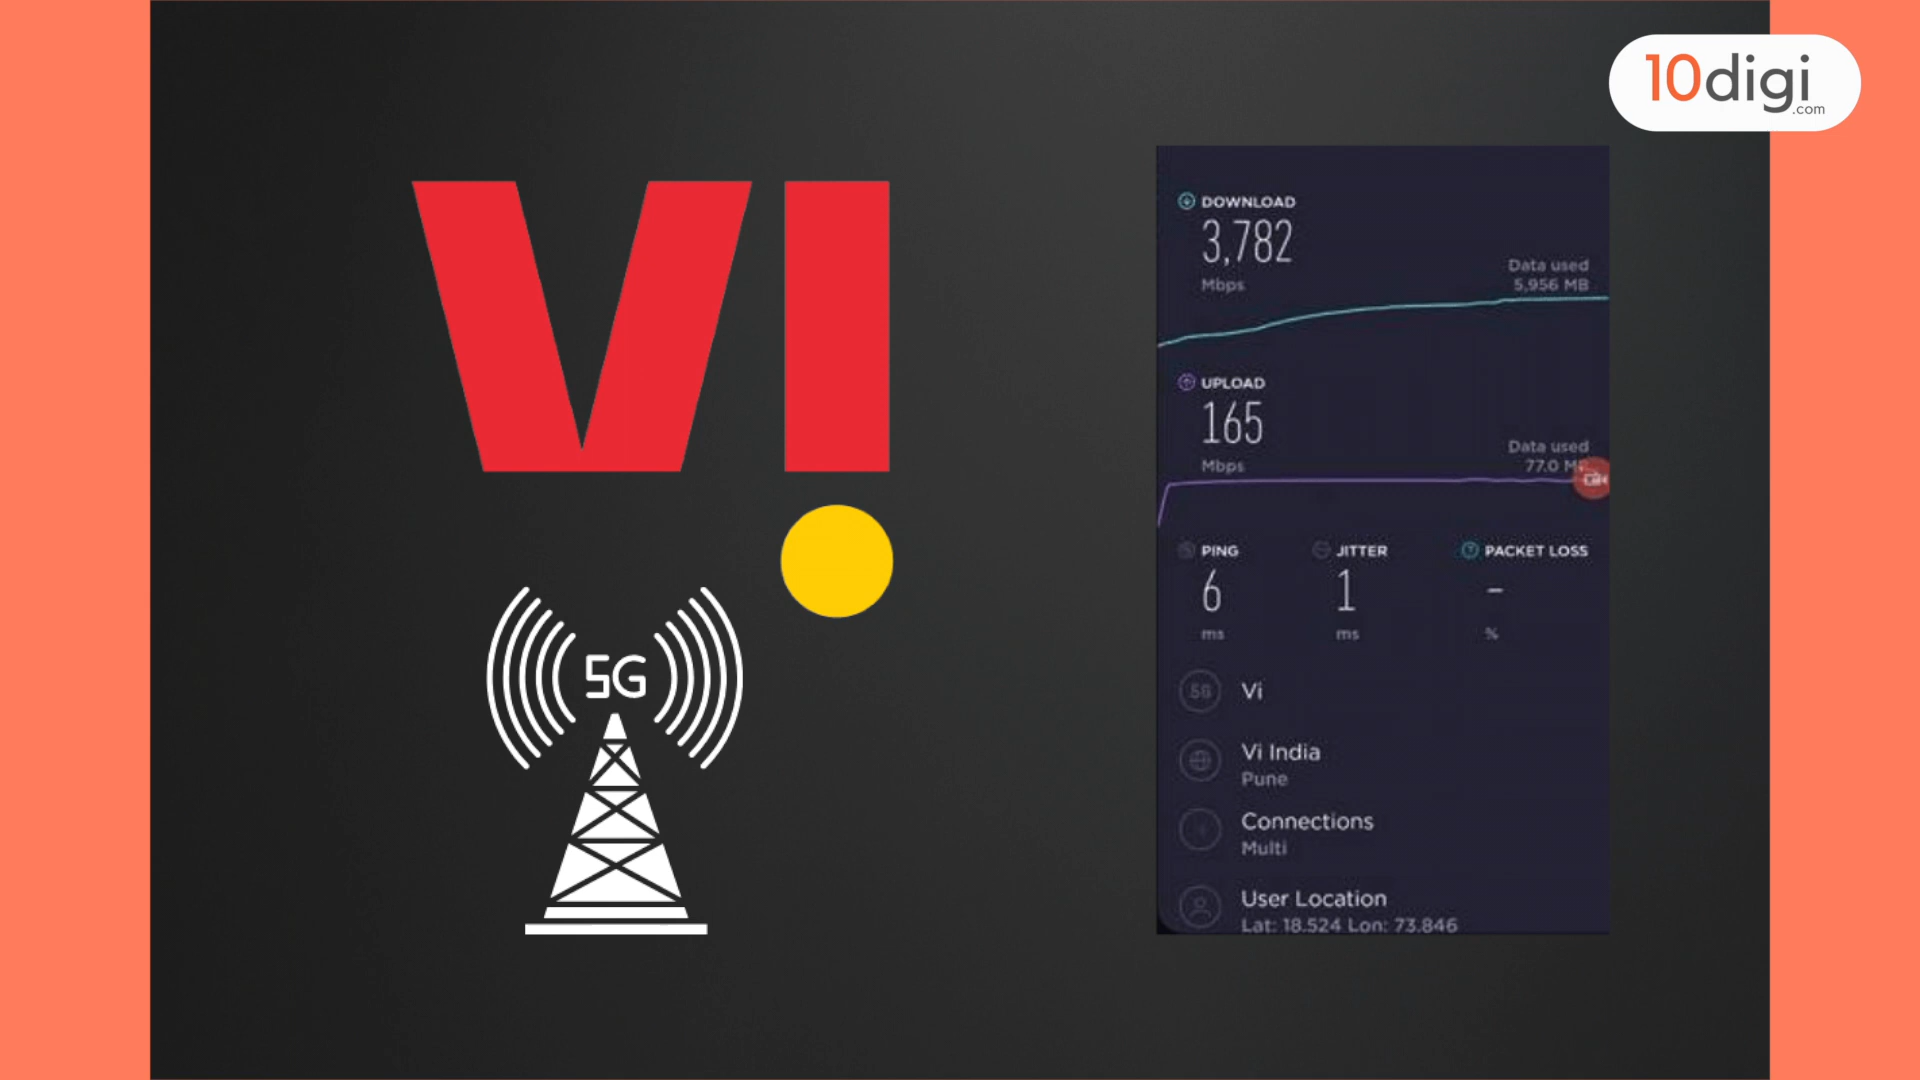 10digi
.com
VI
5G
DOWNLOAD
3,782
Mbps
Data used
5,956 MB
UPLOAD
165
Mbps
Data used
77.0
PING
6
ms
JITTER
1
ms
PACKET LOSS
–
%
5G
Vi
Vi India
Pune
Connections
Multi
User Location
Lat: 18.524 Lon: 73.846